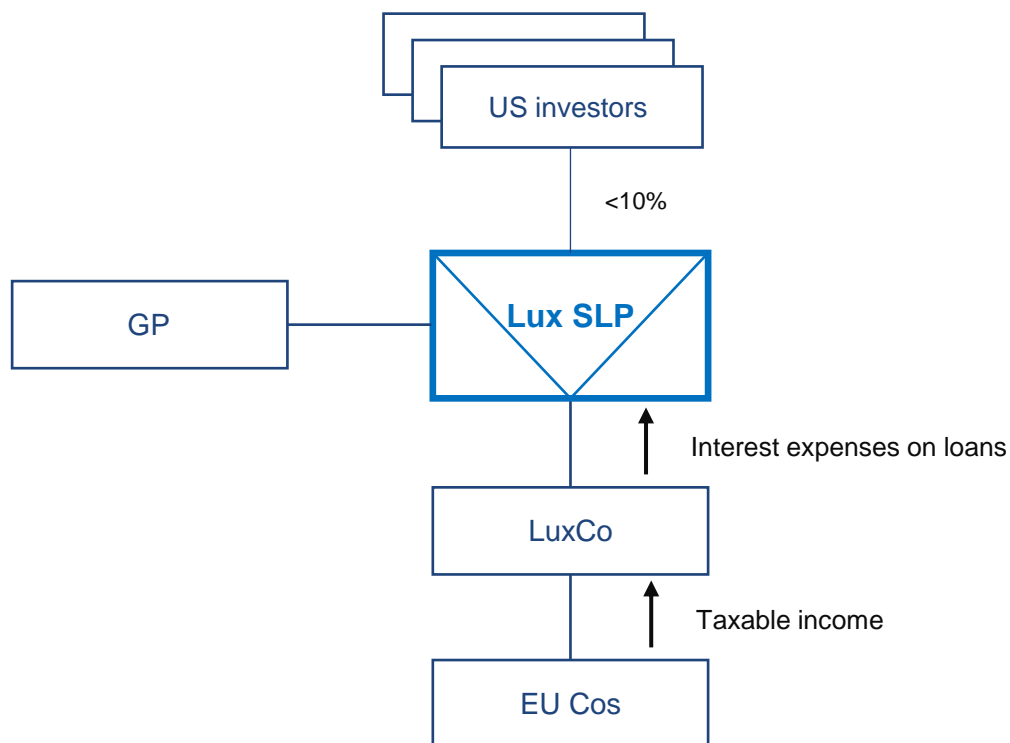 US investors
<10%
GP
Lux SLP
Interest expenses on loans
LuxCo
Taxable income
EU Cos